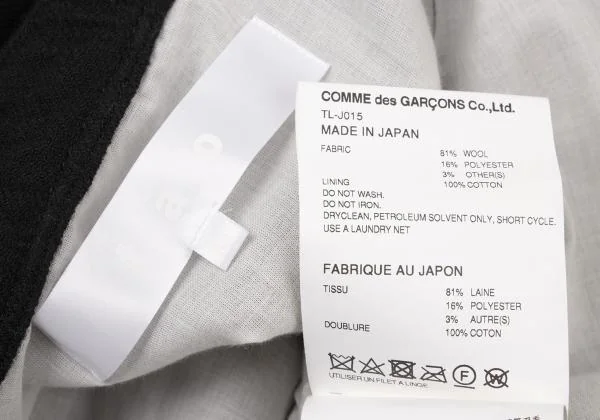 COMME des GARÇONS Co.,Ltd.
TL-J015
MADE IN JAPAN
FABRIC 81% WOOL
16% POLYESTER
3% OTHER(S)
LINING 100% COTTON
DO NOT WASH.
DO NOT IRON.
DRYCLEAN, PETROLEUM SOLVENT ONLY, SHORT CYCLE.
USE A LAUNDRY NET
FABRIQUE AU JAPON
TISSU 81% LAINE
16% POLYESTER
3% AUTRE(S)
DOUBLURE 100% COTON
F W
UTILISER UN FILET A LINGE